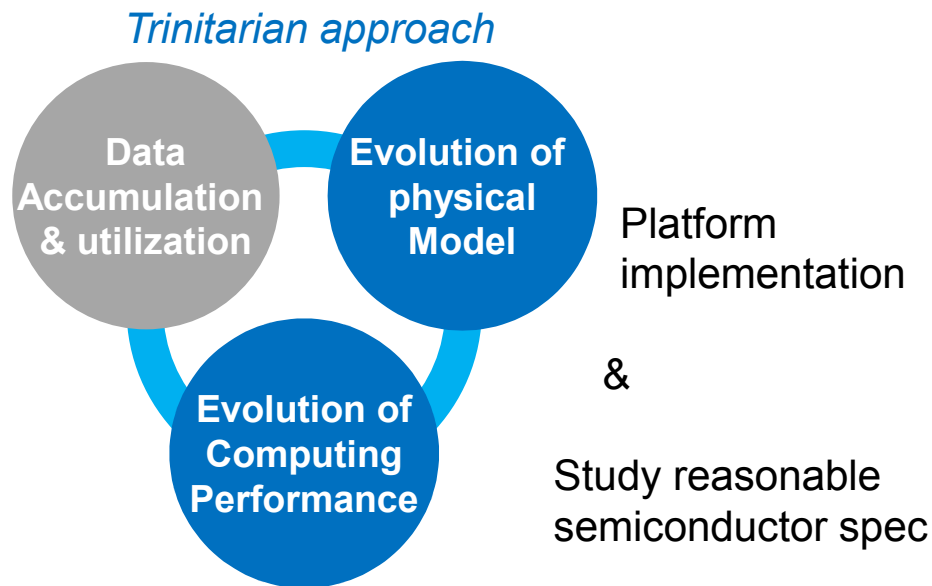 Trinitarian approach
Data
Accumulation
& utilization
Evolution of
physical
Model
Evolution of
Computing
Performance
Platform
implementation
&
Study reasonable
semiconductor spec